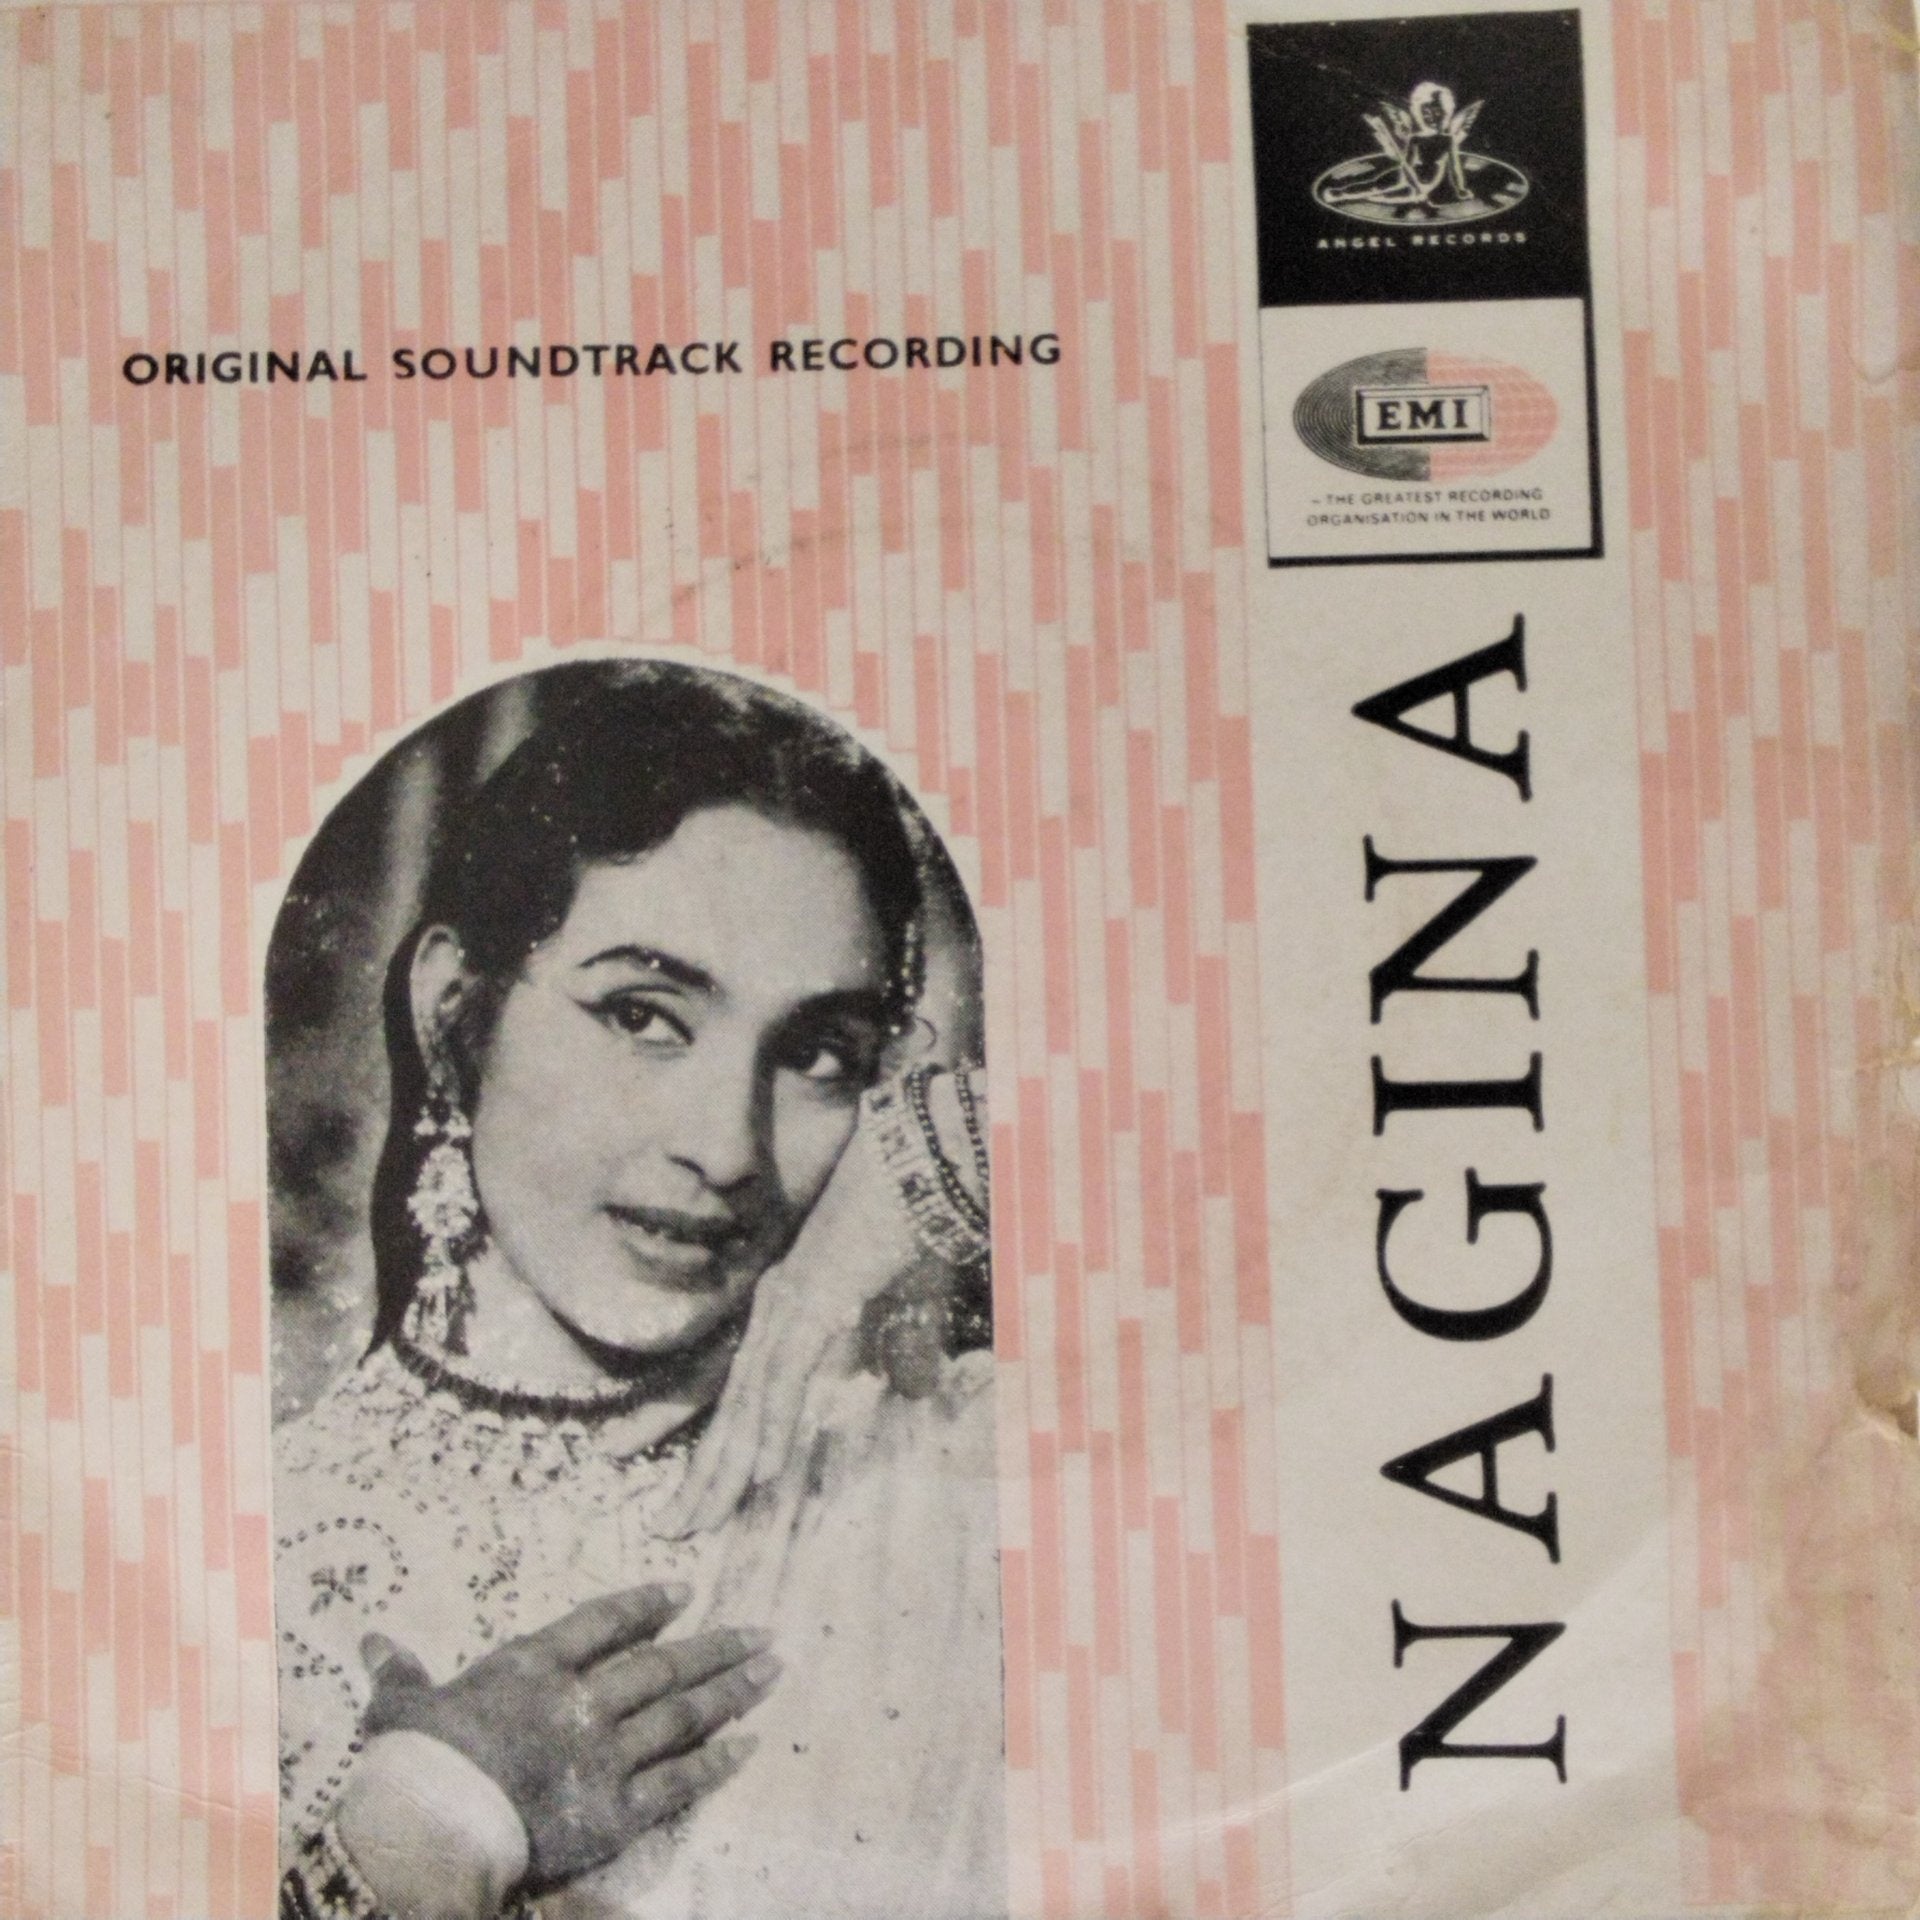 ANGEL RECORDS
ORIGINAL SOUNDTRACK RECORDING
EMI
– THE GREATEST RECORDING
ORGANISATION IN THE WORLD
NAGINA